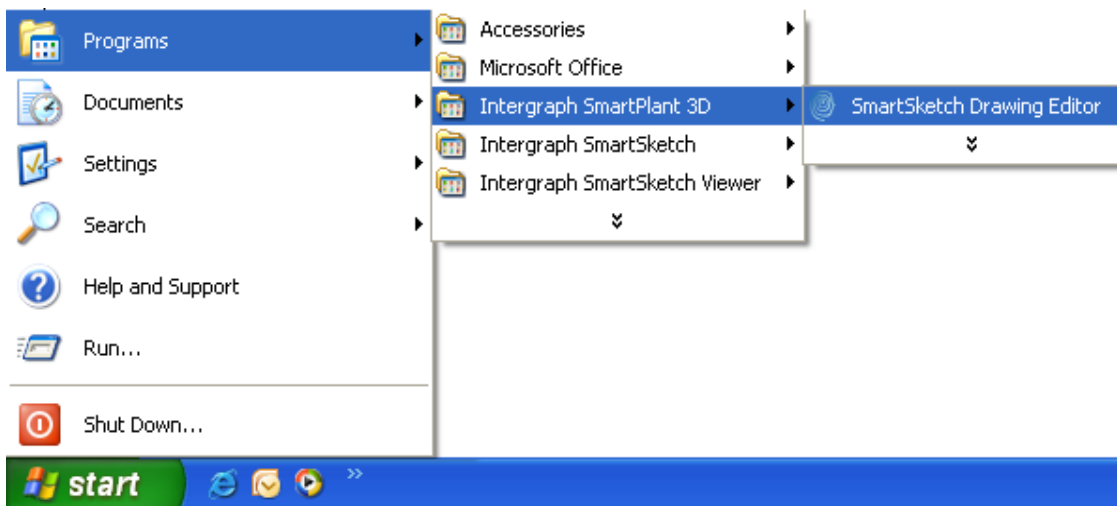 Programs
Documents
Settings
Search
Help and Support
Run...
Shut Down...
Accessories
Microsoft Office
Intergraph SmartPlant 3D
Intergraph SmartSketch
Intergraph SmartSketch Viewer
SmartSketch Drawing Editor
start